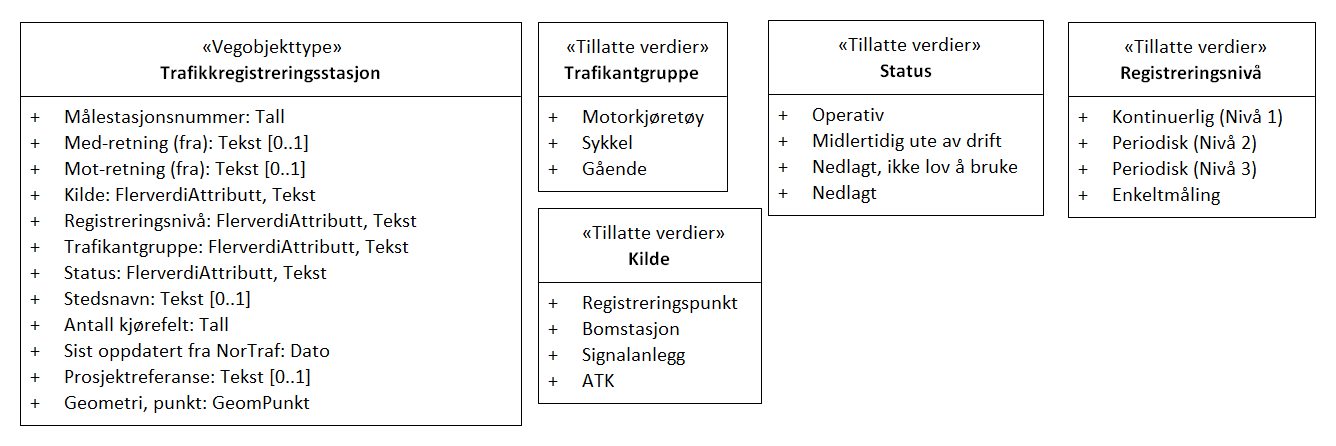 «Vegobjekttype»
Trafikkregistreringsstasjon
+ Målestasjonsnummer: Tall
+ Med-retning (fra): Tekst [0..1]
+ Mot-retning (fra): Tekst [0..1]
+ Kilde: FlerverdiAttributt, Tekst
+ Registreringsnivå: FlerverdiAttributt, Tekst
+ Trafikantgruppe: FlerverdiAttributt, Tekst
+ Status: FlerverdiAttributt, Tekst
+ Stedsnavn: Tekst [0..1]
+ Antall kjørefelt: Tall
+ Sist oppdatert fra NorTraf: Dato
+ Prosjektreferanse: Tekst [0..1]
+ Geometri, punkt: GeomPunkt
«Tillatte verdier»
Trafikantgruppe
+ Motorkjøretøy
+ Sykkel
+ Gående
«Tillatte verdier»
Kilde
+ Registreringspunkt
+ Bomstasjon
+ Signalanlegg
+ ATK
«Tillatte verdier»
Status
+ Operativ
+ Midlertidig ute av drift
+ Nedlagt, ikke lov å bruke
+ Nedlagt
«Tillatte verdier»
Registreringsnivå
+ Kontinuerlig (Nivå 1)
+ Periodisk (Nivå 2)
+ Periodisk (Nivå 3)
+ Enkeltmåling